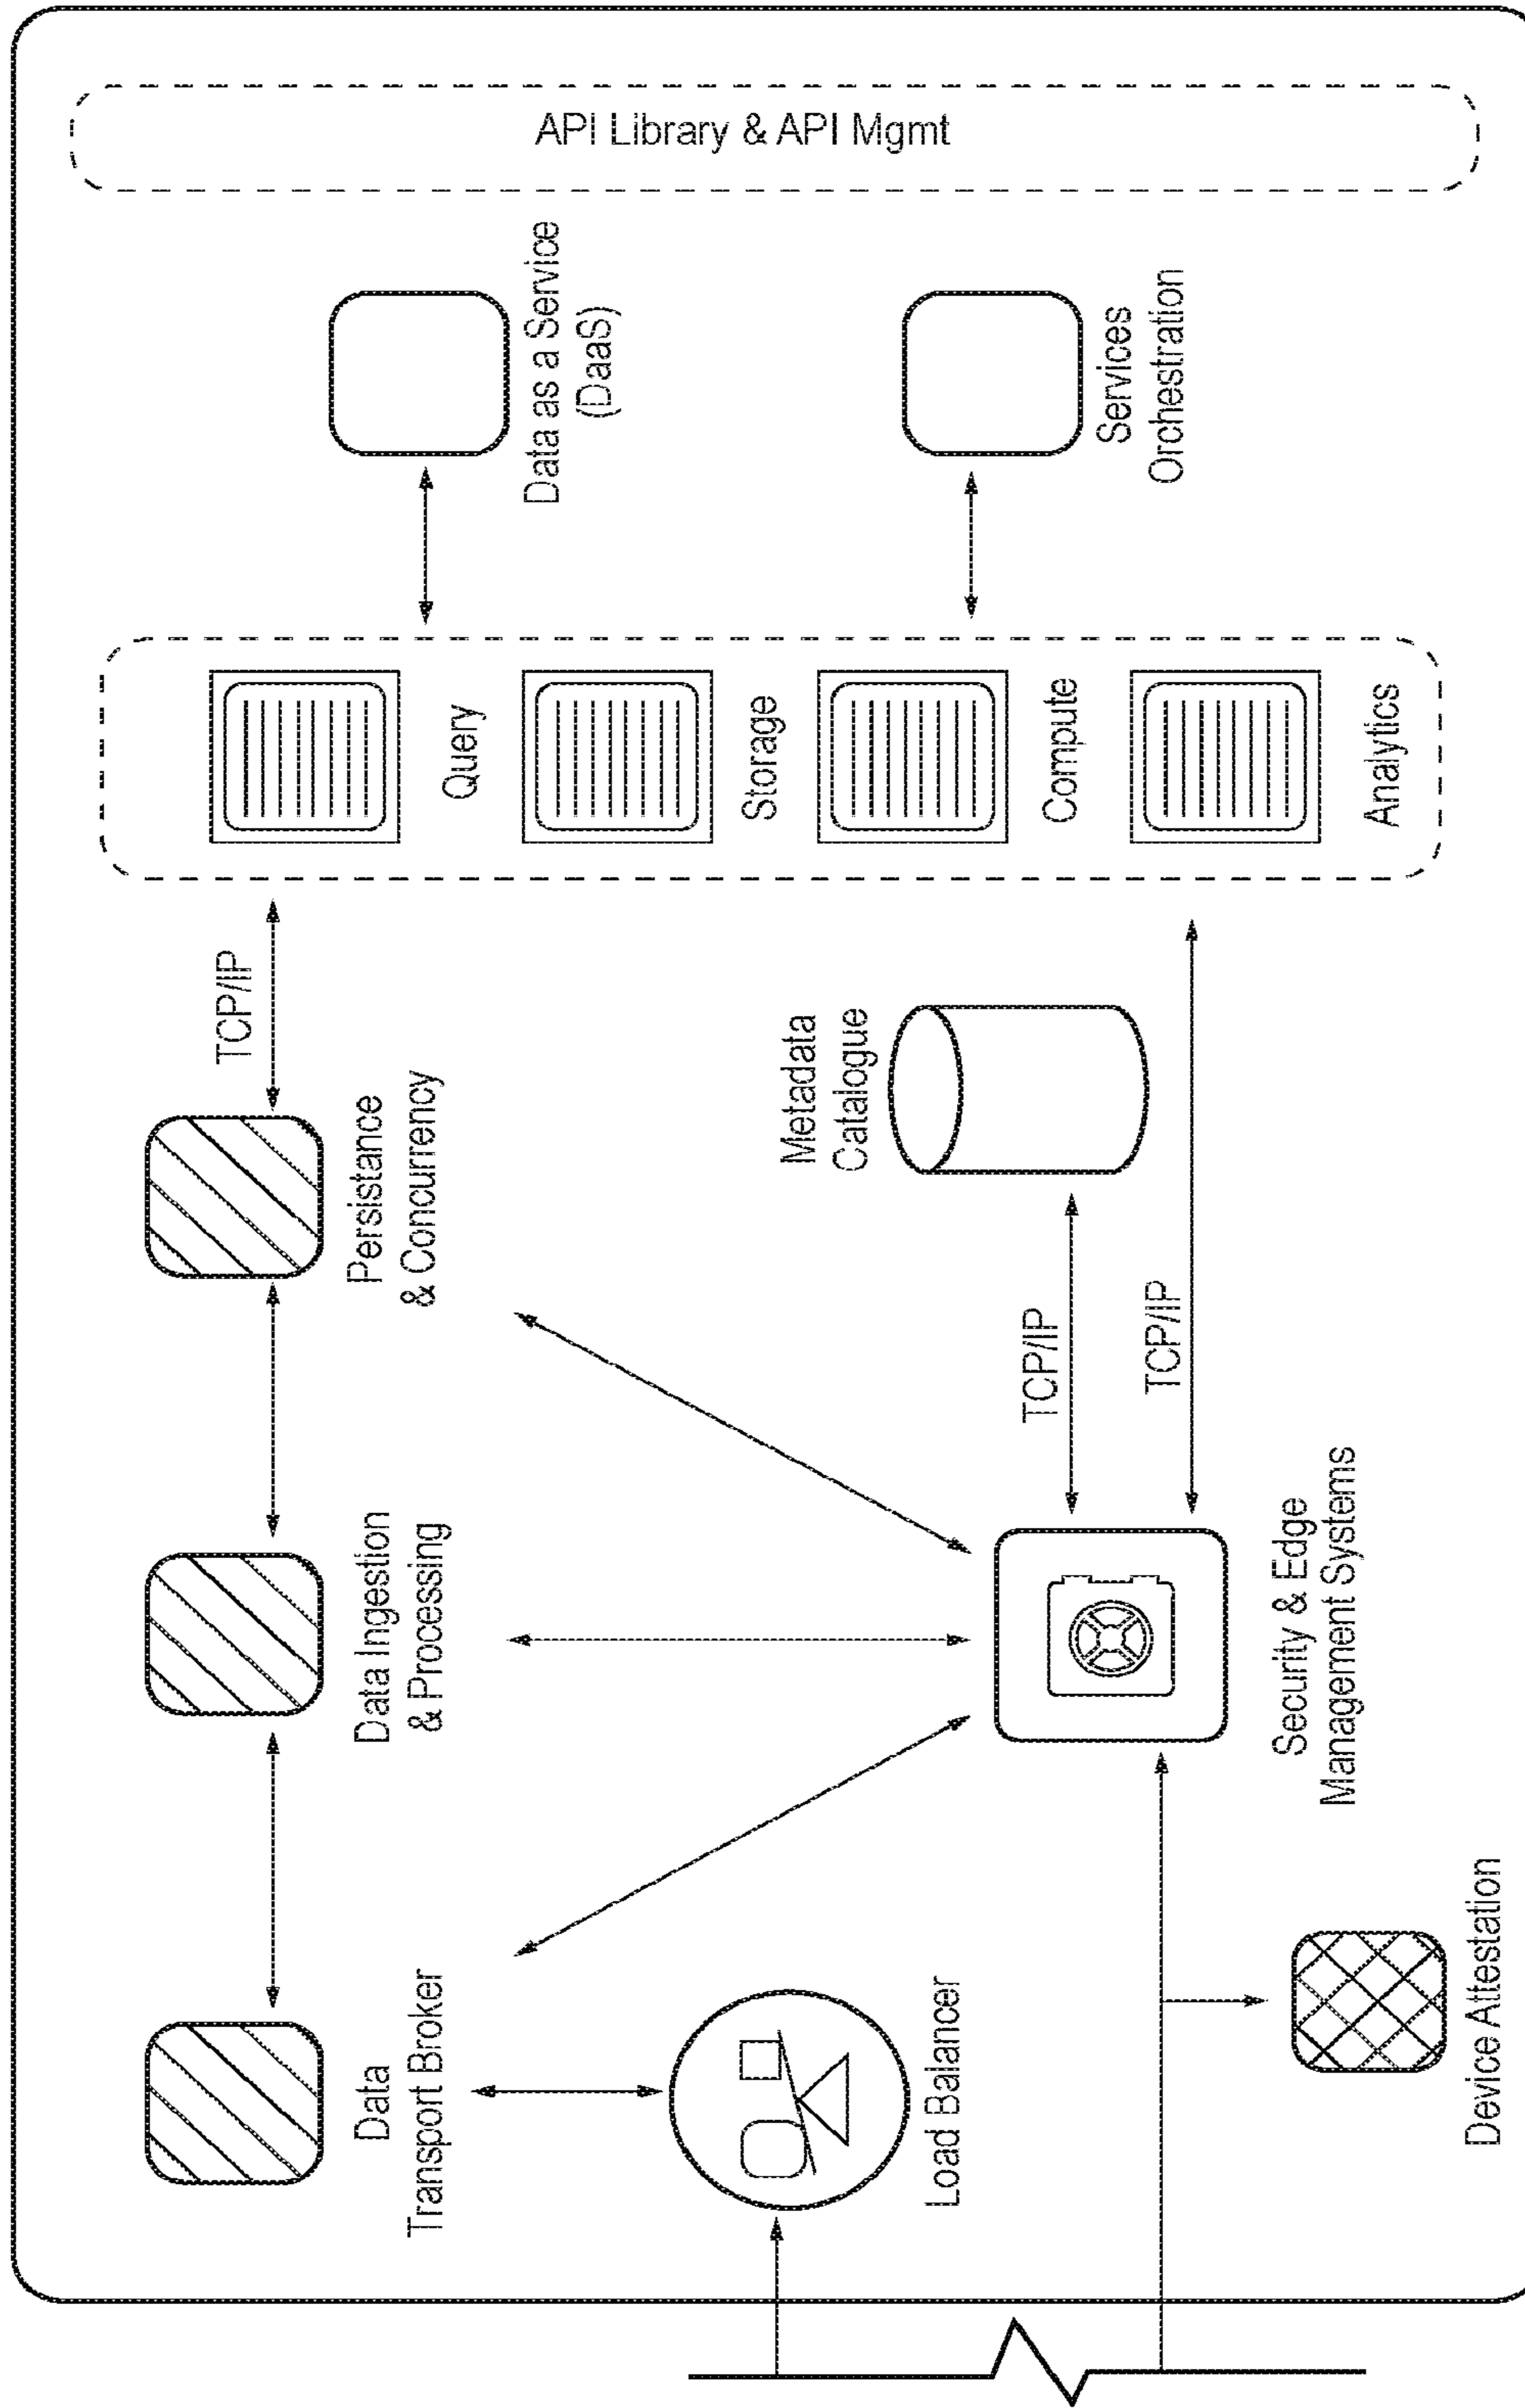 Data
Transport Broker
Data Ingestion
& Processing
Persistance
& Concurrency
TCP/IP
Load Balancer
Security & Edge
Management Systems
Device Attestation
TCP/IP
TCP/IP
Metadata
Catalogue
Query
Storage
Compute
Analytics
Data as a Service
(DaaS)
Services
Orchestration
API Library & API Mgmt